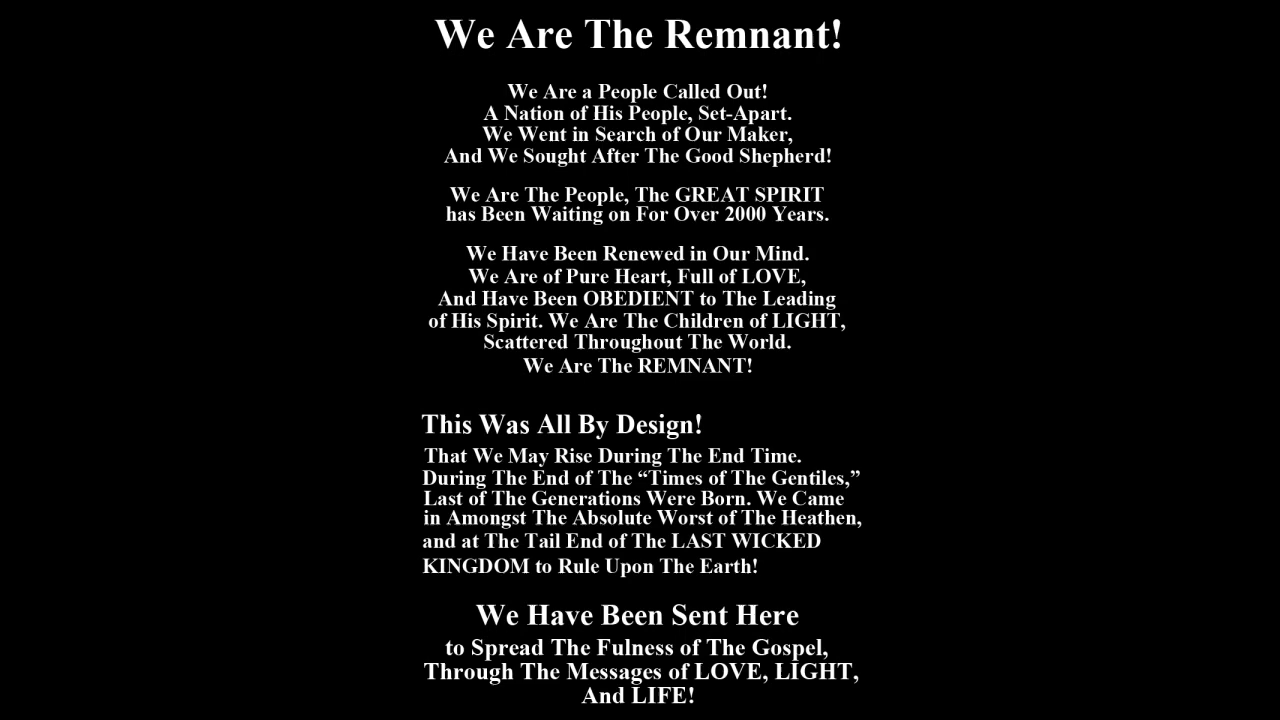 We Are The Remnant!
We Are a People Called Out!
A Nation of His People, Set-Apart.
We Went in Search of Our Maker,
And We Sought After The Good Shepherd!
We Are The People, The GREAT SPIRIT
has Been Waiting on For Over 2000 Years.
We Have Been Renewed in Our Mind.
We Are of Pure Heart, Full of LOVE,
And Have Been OBEDIENT to The Leading
of His Spirit. We Are The Children of LIGHT,
Scattered Throughout The World.
We Are The REMNANT!
This Was All By Design!
That We May Rise During The End Time.
During The End of The “Times of The Gentiles,”
Last of The Generations Were Born. We Came
in Amongst The Absolute Worst of The Heathen,
and at The Tail End of The LAST WICKED
KINGDOM to Rule Upon The Earth!
We Have Been Sent Here
to Spread The Fulness of The Gospel,
Through The Messages of LOVE, LIGHT,
And LIFE!